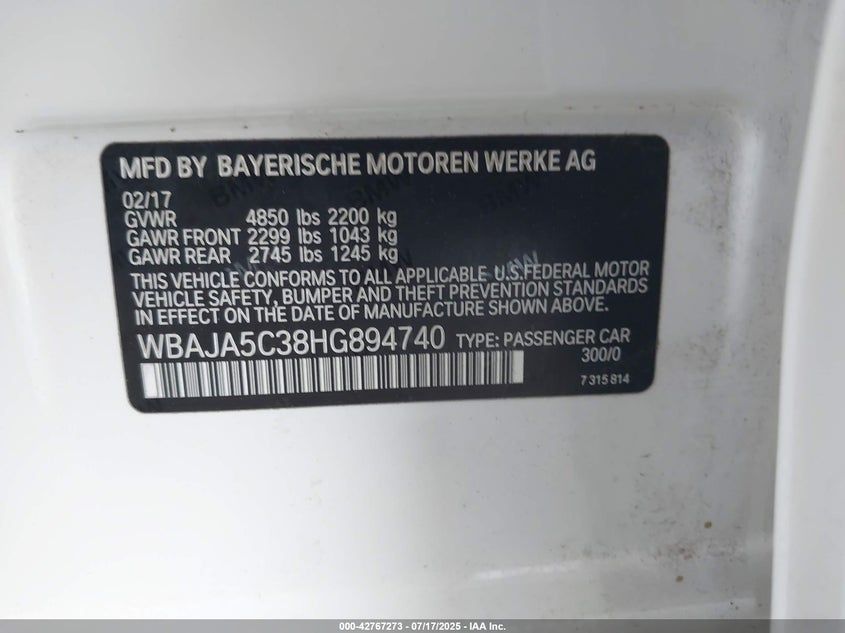 MFD BY BAYERISCHE MOTOREN WERKE AG
02/17
GVWR 4850 lbs 2200 kg
GAWR FRONT 2299 lbs 1043 kg
GAWR REAR 2745 lbs 1245 kg
THIS VEHICLE CONFORMS TO ALL APPLICABLE U.S.FEDERAL MOTOR
VEHICLE SAFETY, BUMPER AND THEFT PREVENTION STANDARDS
IN EFFECT ON THE DATE OF MANUFACTURE SHOWN ABOVE.
WBAJA5C38HG894740 TYPE: PASSENGER CAR
300/0
7 315 814
000-42767273 - 07/17/2025 - IAA Inc.